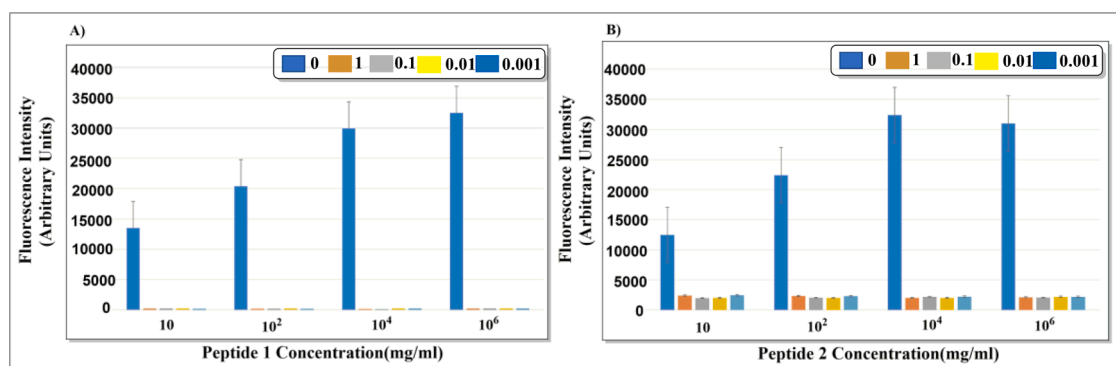 A)
0 1 0.1 0.01 0.001
40000
35000
30000
25000
20000
15000
10000
5000
0
Fluorescence Intensity
(Arbitrary Units)
10 10² 10⁴ 10⁶
Peptide 1 Concentration(mg/ml)
B)
0 1 0.1 0.01 0.001
40000
35000
30000
25000
20000
15000
10000
5000
0
Fluorescence Intensity
(Arbitrary Units)
10 10² 10⁴ 10⁶
Peptide 2 Concentration(mg/ml)